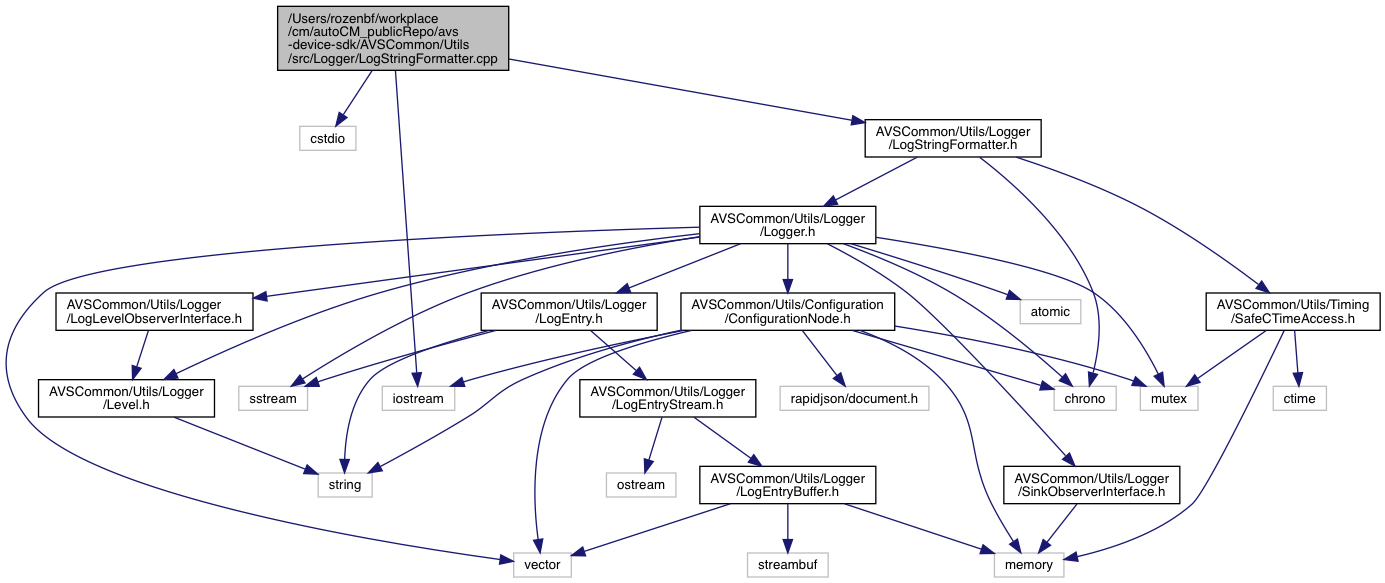 /Users/rozenbf/workplace
/cm/autoCM_publicRepo/avs
-device-sdk/AVSCommon/Utils
/src/Logger/LogStringFormatter.cpp
cstdio
AVSCommon/Utils/Logger
/LogStringFormatter.h
AVSCommon/Utils/Logger
/Logger.h
AVSCommon/Utils/Logger
/LogLevelObserverInterface.h
AVSCommon/Utils/Logger
/LogEntry.h
AVSCommon/Utils/Configuration
/ConfigurationNode.h
atomic
AVSCommon/Utils/Timing
/SafeCTimeAccess.h
AVSCommon/Utils/Logger
/Level.h
sstream
iostream
AVSCommon/Utils/Logger
/LogEntryStream.h
rapidjson/document.h
chrono
mutex
ctime
string
ostream
AVSCommon/Utils/Logger
/LogEntryBuffer.h
AVSCommon/Utils/Logger
/SinkObserverInterface.h
vector
streambuf
memory